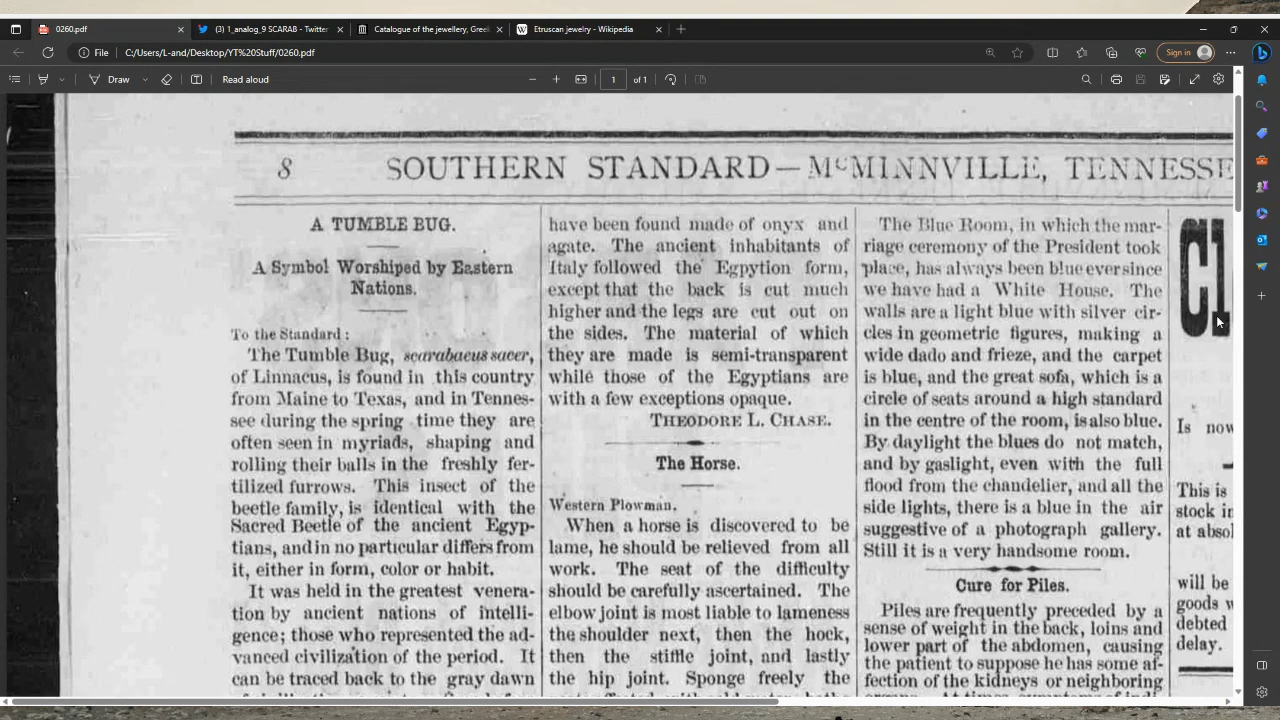 0260.pdf
(3) 1_analog_9 SCARAB - Twitter
Catalogue of the jewellery, Greek
Etruscan jewelry - Wikipedia
File
C:/Users/L-and/Desktop/YT%20Stuff/0260.pdf
Sign in
Draw
Read aloud
1
of 1
8 SOUTHERN STANDARD—McMINNVILLE, TENNESSE
A TUMBLE BUG.
A Symbol Worshiped by Eastern
Nations.
To the Standard:
The Tumble Bug, scarabaeus sacer,
of Linnacus, is found in this country
from Maine to Texas, and in Tennes-
see during the spring time they are
often seen in myriads, shaping and
rolling their balls in the freshly fer-
tilized furrows. This insect of the
beetle family, is identical with the
Sacred Beetle of the ancient Egyp-
tians, and in no particular differs from
it, either in form, color or habit.
It was held in the greatest venera-
tion by ancient nations of intelli-
gence; those who represented the ad-
vanced civilization of the period. It
can be traced back to the gray dawn
have been found made of onyx and
agate. The ancient inhabitants of
Italy followed the Egpytion form,
except that the back is cut much
higher and the legs are cut out on
the sides. The material of which
they are made is semi-transparent
while those of the Egyptians are
with a few exceptions opaque.
THEODORE L. CHASE.
The Horse.
Western Plowman.
When a horse is discovered to be
lame, he should be relieved from all
work. The seat of the difficulty
should be carefully ascertained. The
elbow joint is most liable to lameness
the shoulder next, then the hock,
then the stiffle joint, and lastly
the hip joint. Sponge freely the
The Blue Room, in which the mar-
riage ceremony of the President took
place, has always been blue ever since
we have had a White House. The
walls are a light blue with silver cir-
cles in geometric figures, making a
wide dado and frieze, and the carpet
is blue, and the great sofa, which is a
circle of seats around a high standard
in the centre of the room, is also blue.
By daylight the blues do not match,
and by gaslight, even with the full
flood from the chandelier, and all the
side lights, there is a blue in the air
suggestive of a photograph gallery.
Still it is a very handsome room.
Cure for Piles.
Piles are frequently preceded by a
sense of weight in the back, loins and
lower part of the abdomen, causing
the patient to suppose he has some af-
fection of the kidneys or neighboring
Cl
Is now
This is
stock in
at absol
will be
goods w
debted
delay.